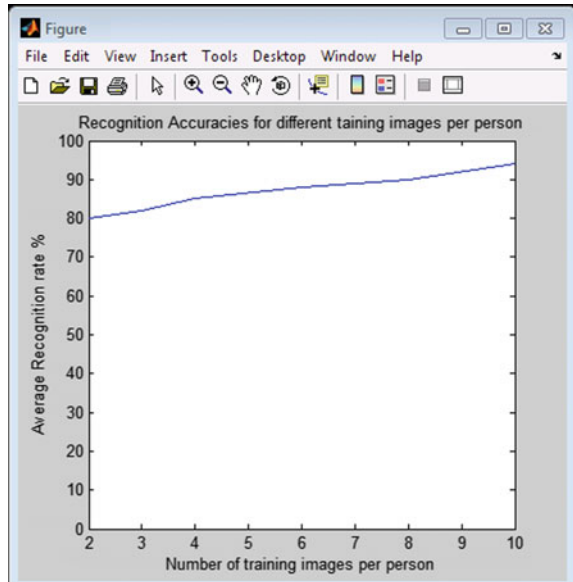 Figure
File Edit View Insert Tools Desktop Window Help
Recognition Accuracies for different taining images per person
100
90
80
70
60
50
40
30
20
10
0
Average Recognition rate %
2 3 4 5 6 7 8 9 10
Number of training images per person